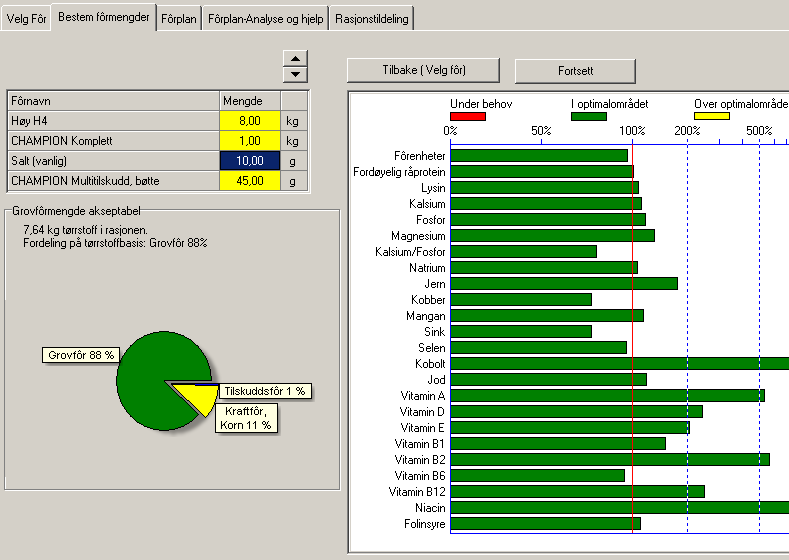 Velg Fôr
Bestem fôrmengder
Fôrplan
Fôrplan-Analyse og hjelp
Rasjonstildeling
Tilbake ( Velg fôr)
Fortsett
Fôrnavn Mengde
Høy H4 8,00 kg
CHAMPION Komplett 1,00 kg
Salt (vanlig) 10,00 g
CHAMPION Multitilskudd, bøtte 45,00 g
Grovfôrmengde akseptabel
7,64 kg tørrstoff i rasjonen.
Fordeling på tørrstoffbasis: Grovfôr 88%
Grovfôr 88 %
Tilskuddsfôr 1 %
Kraftfôr,
Korn 11 %
Under behov
I optimalområdet
Over optimalområde
0% 50% 100% 200% 500%
Fôrenheter
Fordøyelig råprotein
Lysin
Kalsium
Fosfor
Magnesium
Kalsium/Fosfor
Natrium
Jern
Kobber
Mangan
Sink
Selen
Kobolt
Jod
Vitamin A
Vitamin D
Vitamin E
Vitamin B1
Vitamin B2
Vitamin B6
Vitamin B12
Niacin
Folinsyre